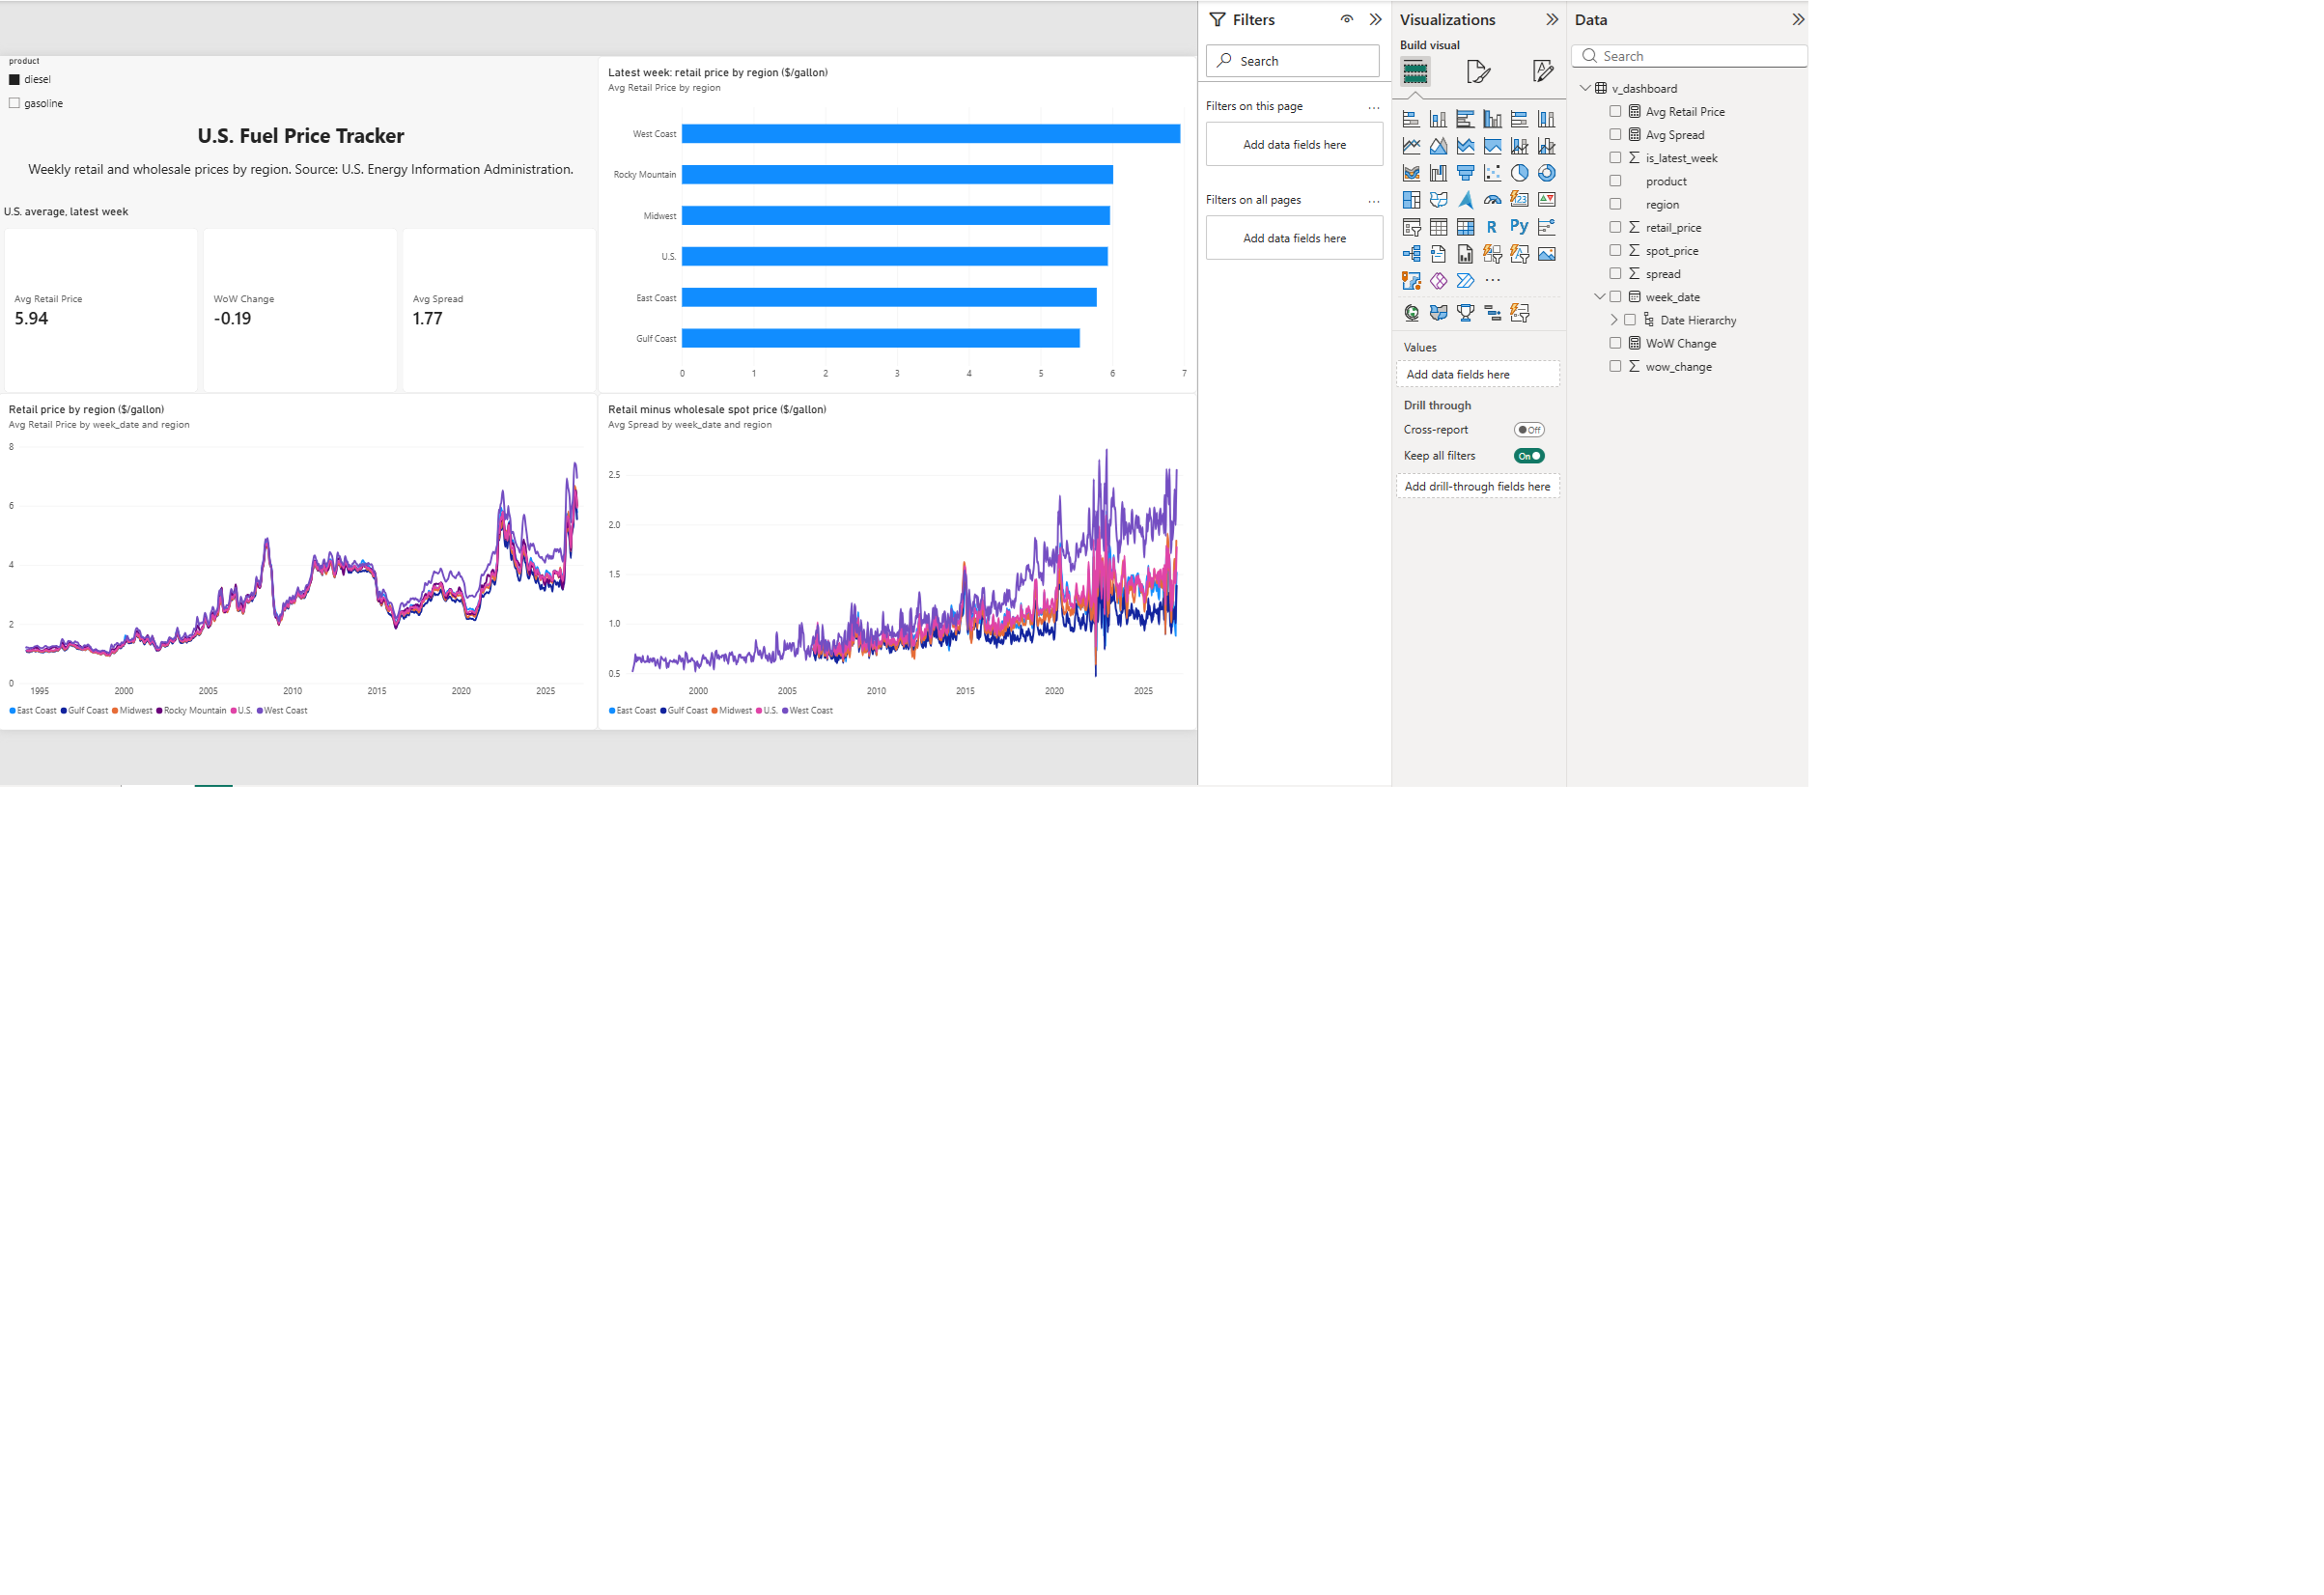 product
diesel
gasoline
U.S. Fuel Price Tracker
Weekly retail and wholesale prices by region. Source: U.S. Energy Information Administration.
U.S. average, latest week
Avg Retail Price
5.94
WoW Change
-0.19
Avg Spread
1.77
Latest week: retail price by region ($/gallon)
Avg Retail Price by region
West Coast
Rocky Mountain
Midwest
U.S.
East Coast
Gulf Coast
0 1 2 3 4 5 6 7
Retail price by region ($/gallon)
Avg Retail Price by week_date and region
8
6
4
2
0
1995 2000 2005 2010 2015 2020 2025
East Coast Gulf Coast Midwest Rocky Mountain U.S. West Coast
Retail minus wholesale spot price ($/gallon)
Avg Spread by week_date and region
2.5
2.0
1.5
1.0
0.5
2000 2005 2010 2015 2020 2025
East Coast Gulf Coast Midwest U.S. West Coast
Filters
Search
Filters on this page
...
Add data fields here
Filters on all pages
...
Add data fields here
Visualizations
Build visual
123
R Py
...
Values
Add data fields here
Drill through
Cross-report Off
Keep all filters On
Add drill-through fields here
Data
Search
v_dashboard
Avg Retail Price
Avg Spread
is_latest_week
product
region
retail_price
spot_price
spread
week_date
Date Hierarchy
WoW Change
wow_change